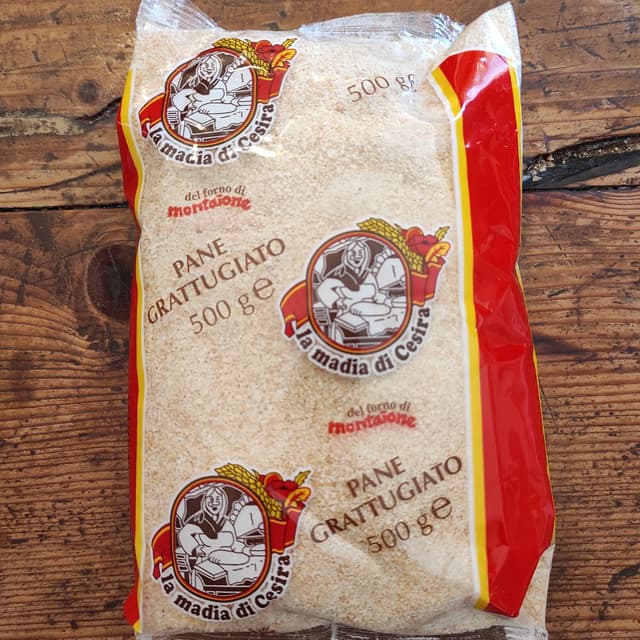 500 g e
la madia di Cesira
del forno di
montaione
PANE
GRATTUGIATO
500 g e
la madia di Cesira
del forno di
montaione
PANE
GRATTUGIATO
500 g e
la madia di Cesira